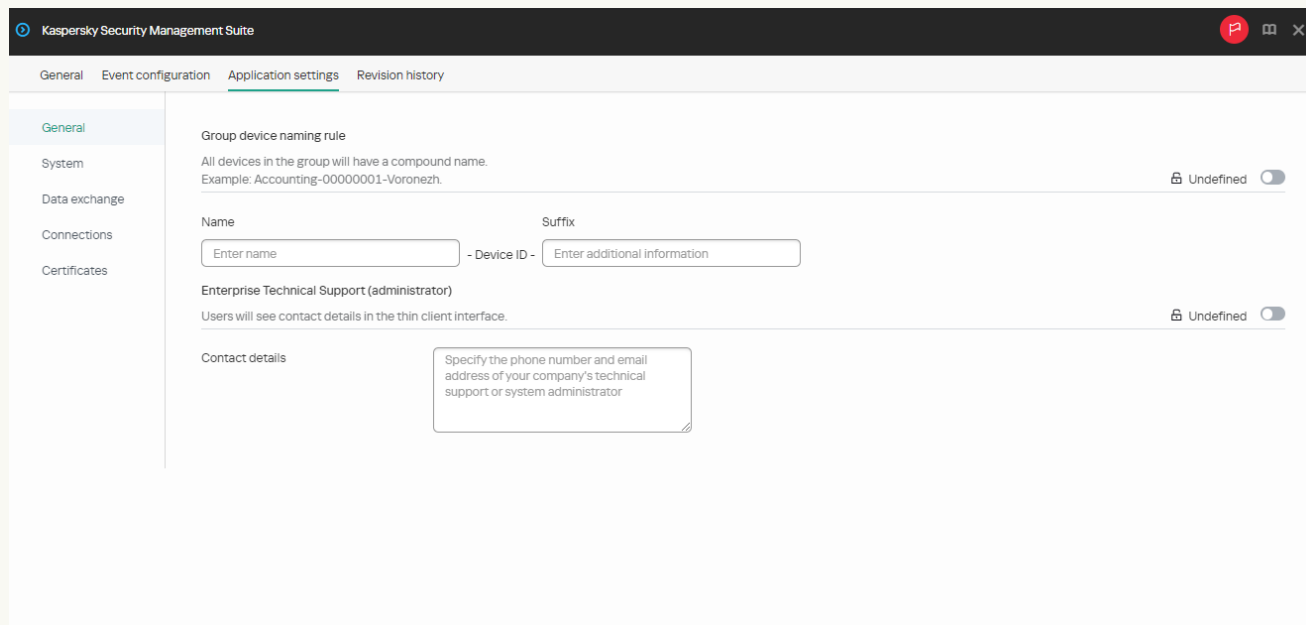 Kaspersky Security Management Suite
General Event configuration Application settings Revision history
General
System
Data exchange
Connections
Certificates
Group device naming rule
All devices in the group will have a compound name.
Example: Accounting-00000001-Voronezh.
Undefined
Name
Suffix
Enter name
- Device ID -
Enter additional information
Enterprise Technical Support (administrator)
Users will see contact details in the thin client interface.
Undefined
Contact details
Specify the phone number and email
address of your company's technical
support or system administrator